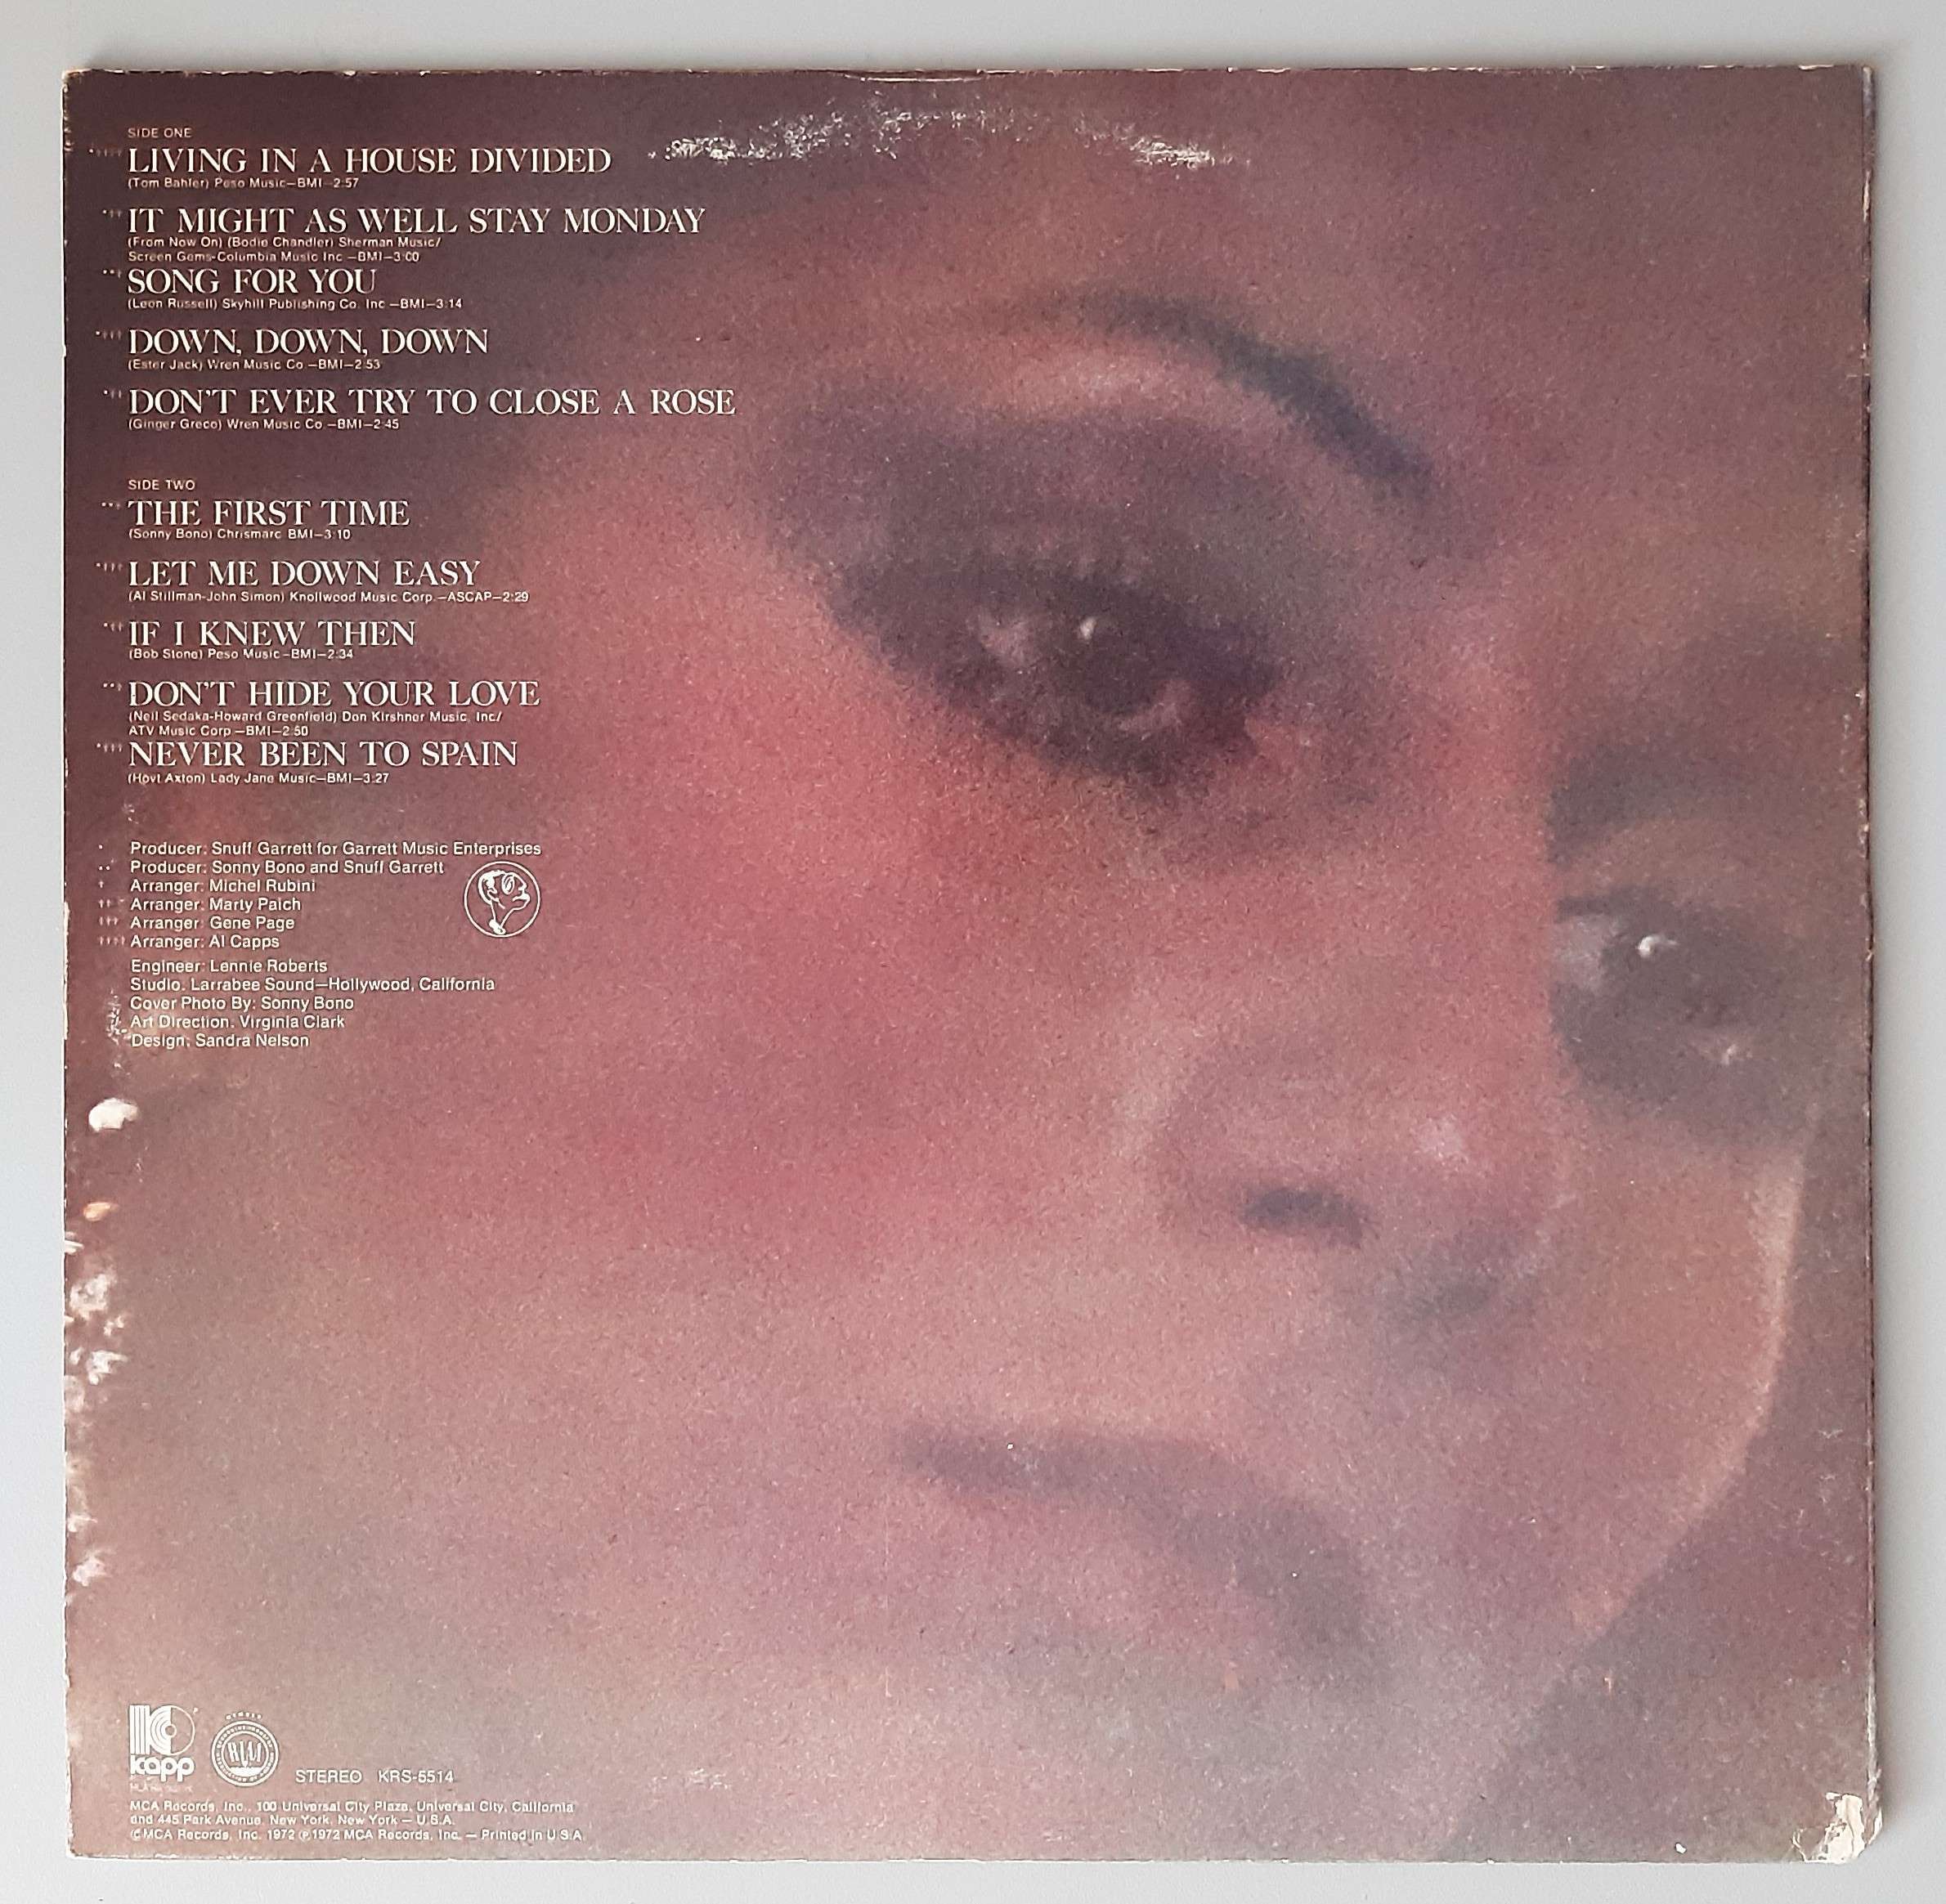 SIDE ONE
LIVING IN A HOUSE DIVIDED
(Tom Bahler) Peso Music—BMI—2:57
IT MIGHT AS WELL STAY MONDAY
(From Now On) (Bodie Chandler) Sherman Music/
Screen Gems-Columbia Music Inc.—BMI—3:00
SONG FOR YOU
(Leon Russell) Skyhill Publishing Co. Inc.—BMI—3:14
DOWN, DOWN, DOWN
(Ester Jack) Wren Music Co.—BMI—2:53
DON'T EVER TRY TO CLOSE A ROSE
(Ginger Greco) Wren Music Co.—BMI—2:45
SIDE TWO
THE FIRST TIME
(Sonny Bono) Chrismarc BMI—3:10
LET ME DOWN EASY
(Al Stillman-John Simon) Knollwood Music Corp.—ASCAP—2:29
IF I KNEW THEN
(Bob Stone) Peso Music—BMI—2:34
DON'T HIDE YOUR LOVE
(Neil Sedaka-Howard Greenfield) Don Kirshner Music, Inc/
ATV Music Corp.—BMI—2:50
NEVER BEEN TO SPAIN
(Hoyt Axton) Lady Jane Music—BMI—3:27
• Producer: Snuff Garrett for Garrett Music Enterprises
•• Producer: Sonny Bono and Snuff Garrett
† Arranger: Michel Rubini
†† Arranger: Marty Paich
††† Arranger: Gene Page
†††† Arranger: Al Capps
Engineer: Lennie Roberts
Studio: Larrabee Sound—Hollywood, California
Cover Photo By: Sonny Bono
Art Direction: Virginia Clark
Design: Sandra Nelson
kapp
MEMBER
RIAA
STEREO KRS-5514
MCA Records, Inc., 100 Universal City Plaza, Universal City, California
and 445 Park Avenue, New York, New York — U.S.A.
©MCA Records, Inc. 1972 ℗1972 MCA Records, Inc. — Printed in U.S.A.